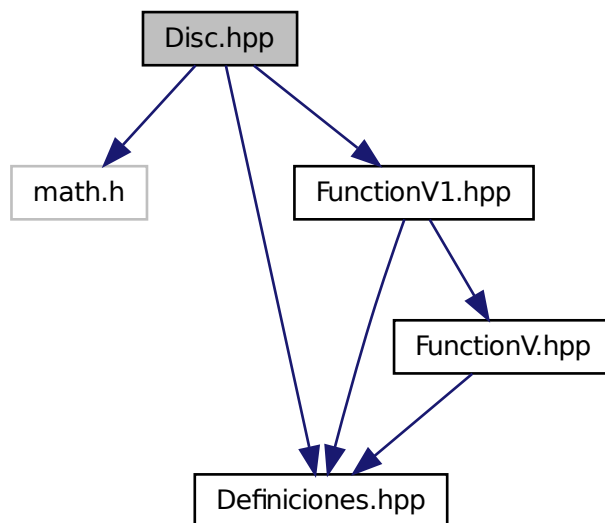 Disc.hpp
math.h
FunctionV1.hpp
FunctionV.hpp
Definiciones.hpp